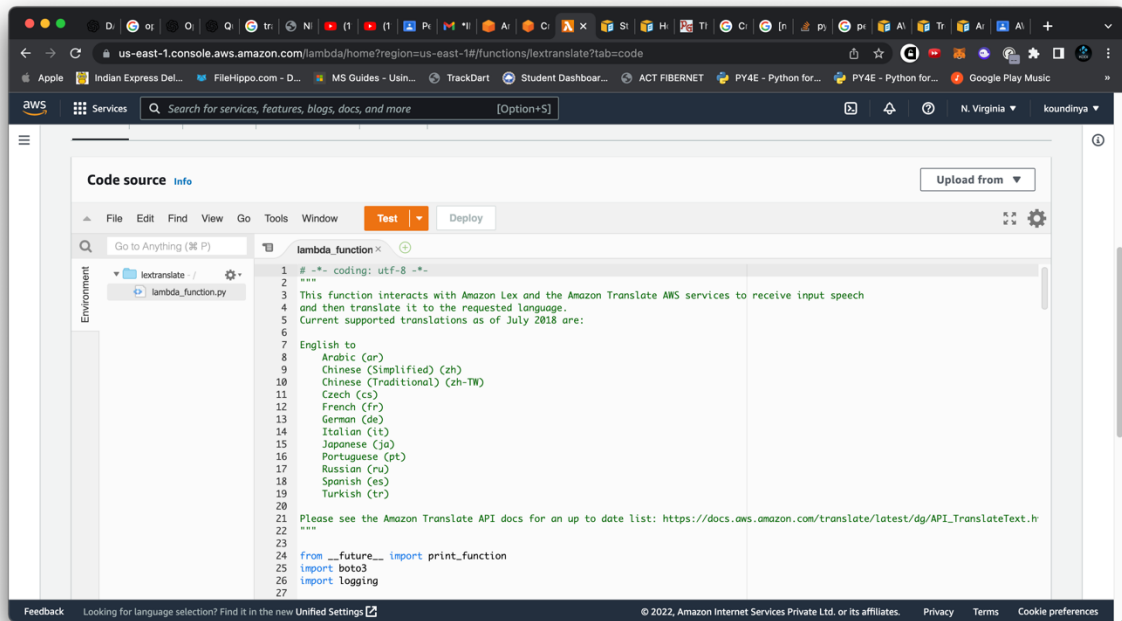 D/ G op O| Q( G tra N| (1 (1 Pe M *I| A| C| × St H| Tl G C| G [n py G pe A\ Tr A| A\ +
us-east-1.console.aws.amazon.com/lambda/home?region=us-east-1#/functions/lextranslate?tab=code
Apple Indian Express Del... FileHippo.com - D... MS Guides - Usin... TrackDart Student Dashboar... ACT FIBERNET PY4E - Python for... PY4E - Python for... Google Play Music »
aws Services Search for services, features, blogs, docs, and more [Option+S] N. Virginia ▼ koundinya ▼
Code source Info Upload from ▼
File Edit Find View Go Tools Window Test Deploy
Go to Anything (⌘ P) lambda_function ×
Environment
lextranslate - /
lambda_function.py
1 # -*- coding: utf-8 -*-
2 """
3 This function interacts with Amazon Lex and the Amazon Translate AWS services to receive input speech
4 and then translate it to the requested language.
5 Current supported translations as of July 2018 are:
6
7 English to
8 Arabic (ar)
9 Chinese (Simplified) (zh)
10 Chinese (Traditional) (zh-TW)
11 Czech (cs)
12 French (fr)
13 German (de)
14 Italian (it)
15 Japanese (ja)
16 Portuguese (pt)
17 Russian (ru)
18 Spanish (es)
19 Turkish (tr)
20
21 Please see the Amazon Translate API docs for an up to date list: https://docs.aws.amazon.com/translate/latest/dg/API_TranslateText.h
22 """
23
24 from __future__ import print_function
25 import boto3
26 import logging
27
Feedback Looking for language selection? Find it in the new Unified Settings © 2022, Amazon Internet Services Private Ltd. or its affiliates. Privacy Terms Cookie preferences